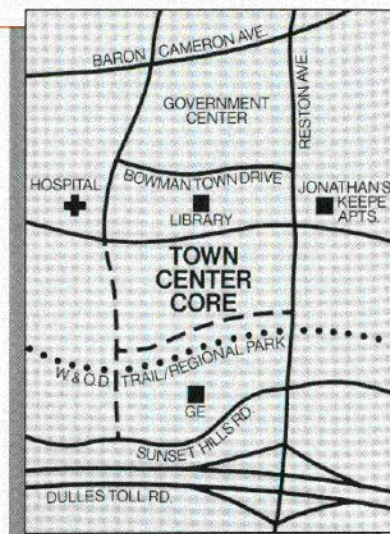 BARON CAMERON AVE.
GOVERNMENT
CENTER
RESTON AVE.
HOSPITAL
BOWMAN TOWN DRIVE
LIBRARY
JONATHAN'S
KEEPE
APTS.
TOWN
CENTER
CORE
W & O.D. TRAIL/REGIONAL PARK
GE
SUNSET HILLS RD.
DULLES TOLL RD.